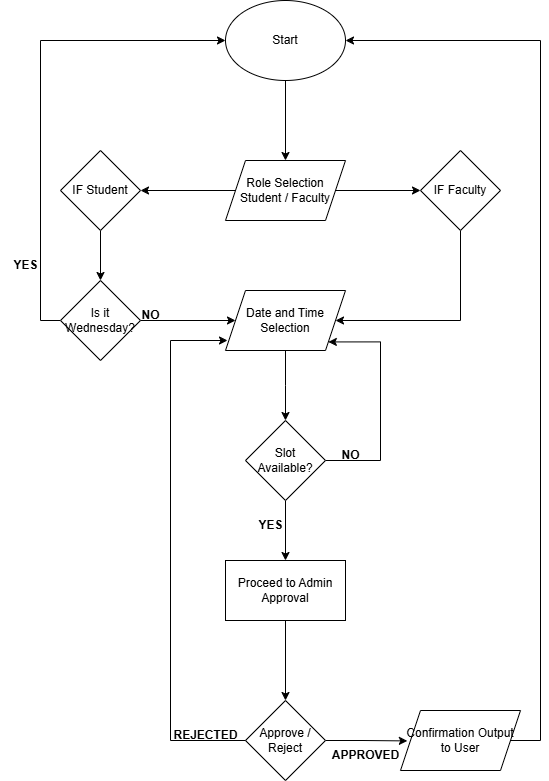 Start
IF Student
Role Selection
Student / Faculty
IF Faculty
YES
Is it
Wednesday?
NO
Date and Time
Selection
Slot
Available?
NO
YES
Proceed to Admin
Approval
REJECTED
Approve /
Reject
APPROVED
Confirmation Output
to User